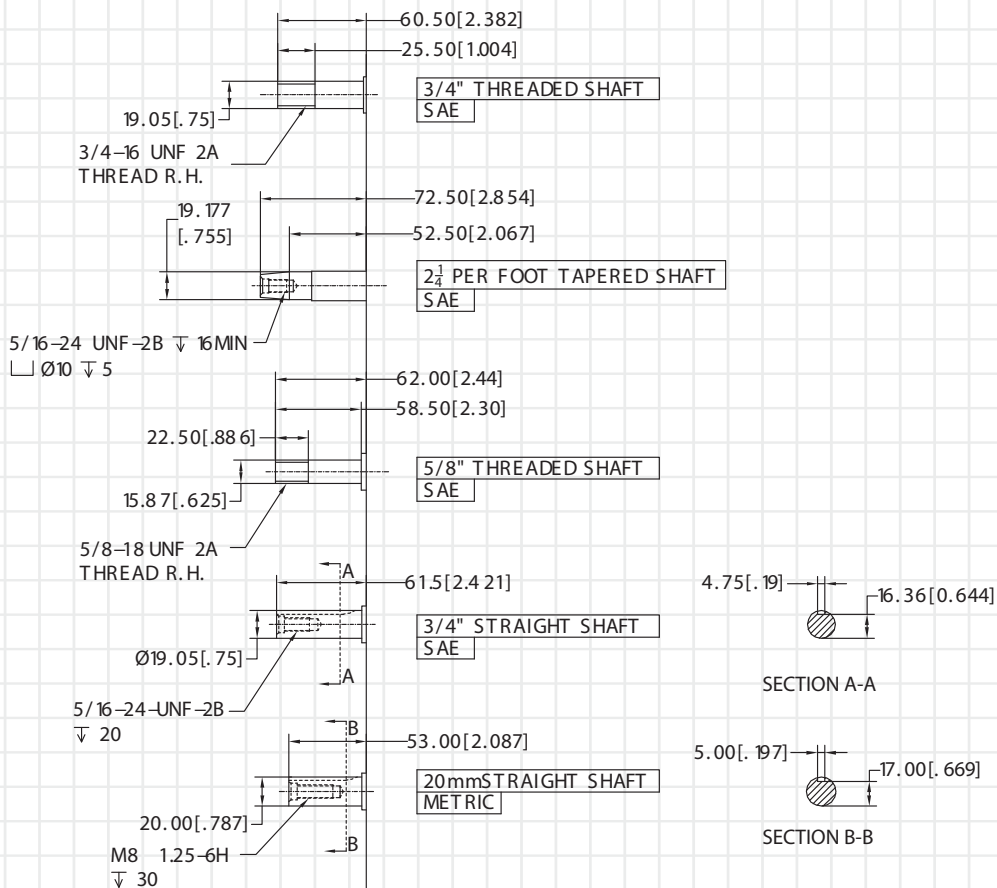 60.50[2.382]
25.50[1.004]
3/4" THREADED SHAFT
SAE
19.05[.75]
3/4-16 UNF 2A
THREAD R.H.
72.50[2.854]
19.177
[.755]
52.50[2.067]
2 1/4 PER FOOT TAPERED SHAFT
SAE
5/16-24 UNF-2B ↧ 16MIN
⌴ Ø10 ↧ 5
62.00[2.44]
58.50[2.30]
22.50[.886]
5/8" THREADED SHAFT
SAE
15.87[.625]
5/8-18 UNF 2A
THREAD R.H.
A
61.5[2.421]
3/4" STRAIGHT SHAFT
SAE
Ø19.05[.75]
A
5/16-24-UNF-2B
↧ 20
4.75[.19]
16.36[0.644]
SECTION A-A
B
53.00[2.087]
20mmSTRAIGHT SHAFT
METRIC
20.00[.787]
B
M8 1.25-6H
↧ 30
5.00[.197]
17.00[.669]
SECTION B-B